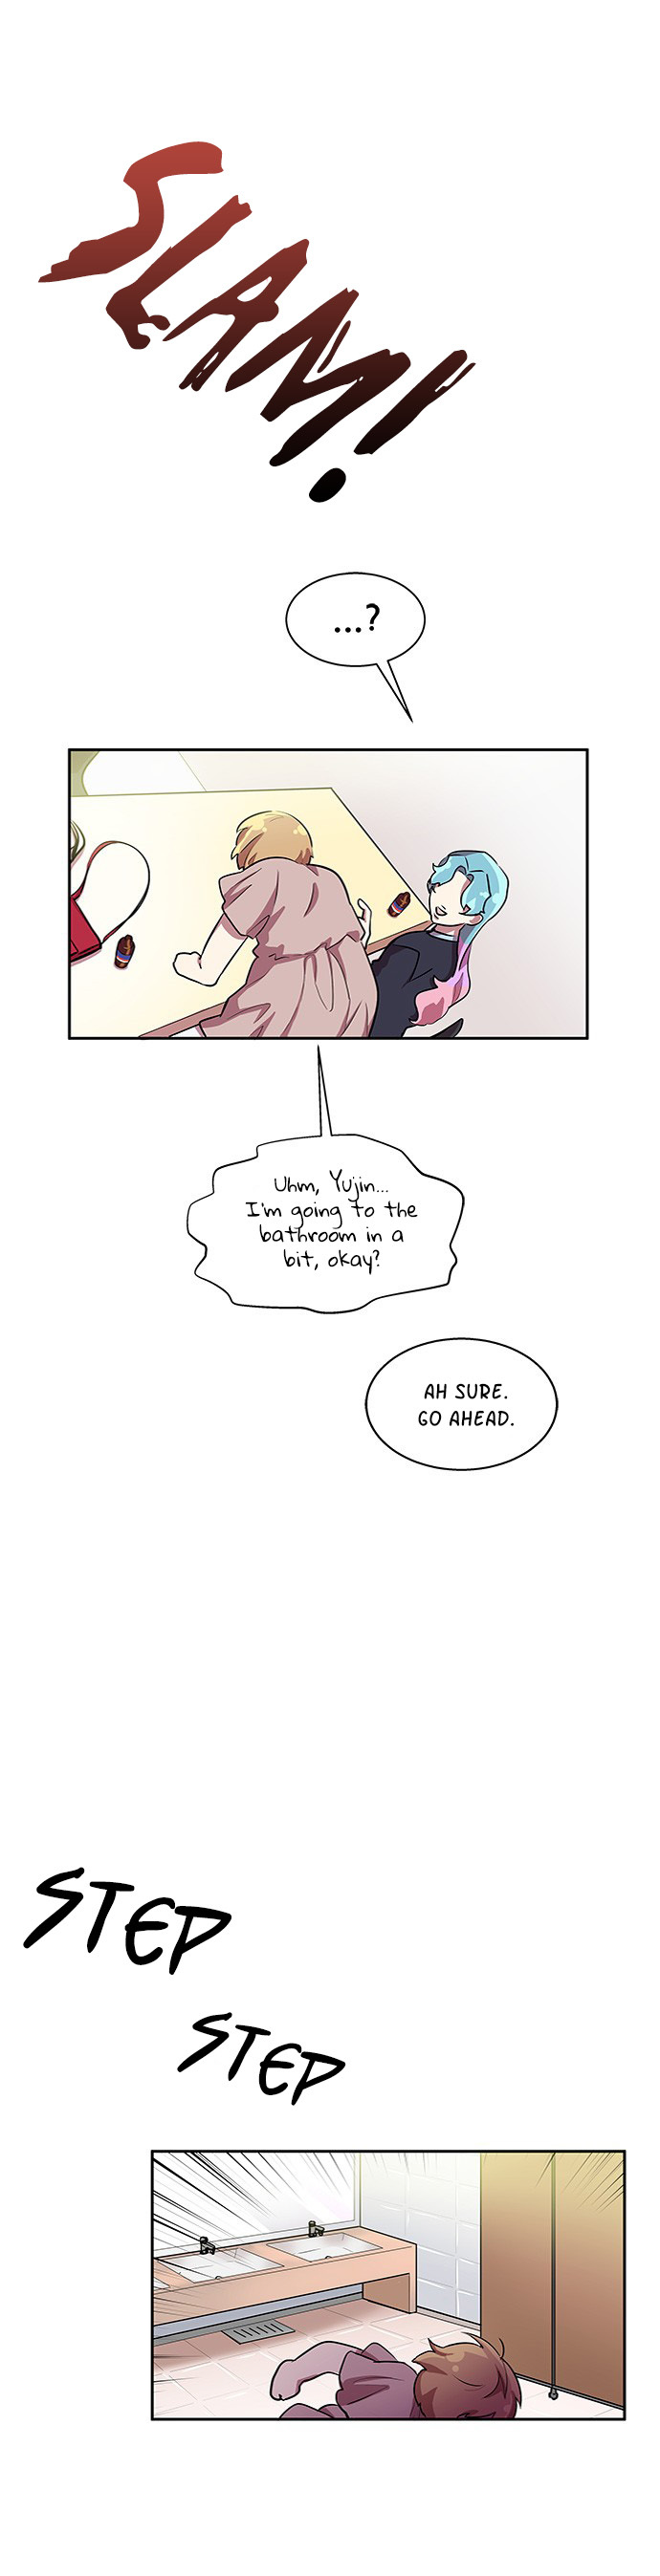 SLAM!
...?
Uhm, Yujin...
I'm going to the
bathroom in a
bit, okay?
AH SURE.
GO AHEAD.
STEP
STEP